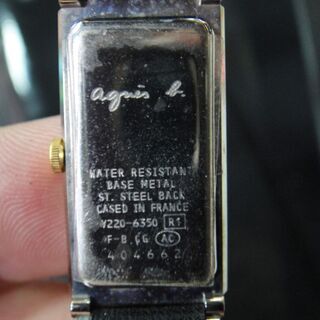 agnès b.
WATER RESISTANT
BASE METAL
ST. STEEL BACK
CASED IN FRANCE
V220-6350 R1
F-B.CG AC
404662